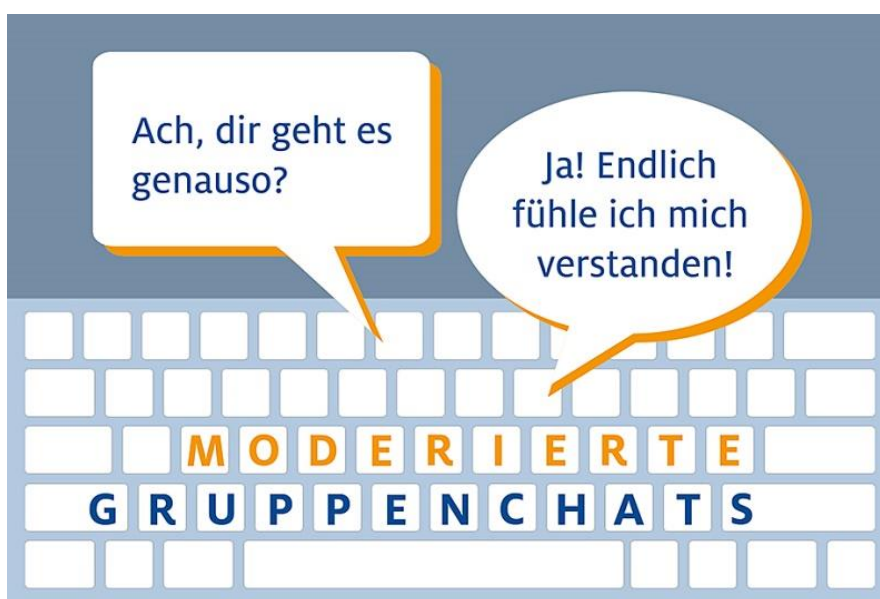 Ach, dir geht es
genauso?
Ja! Endlich
fühle ich mich
verstanden!
MODERIERTE
GRUPPENCHATS